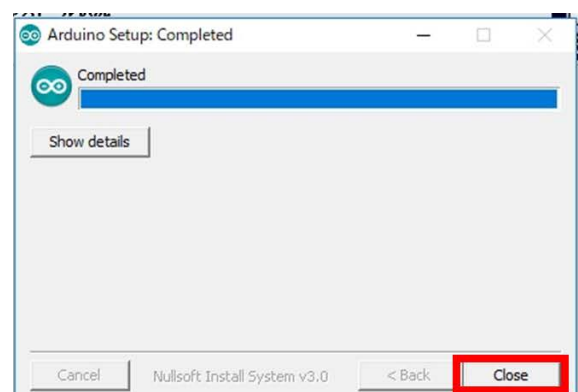 Arduino Setup: Completed
Completed
Show details
Cancel Nullsoft Install System v3.0 < Back Close